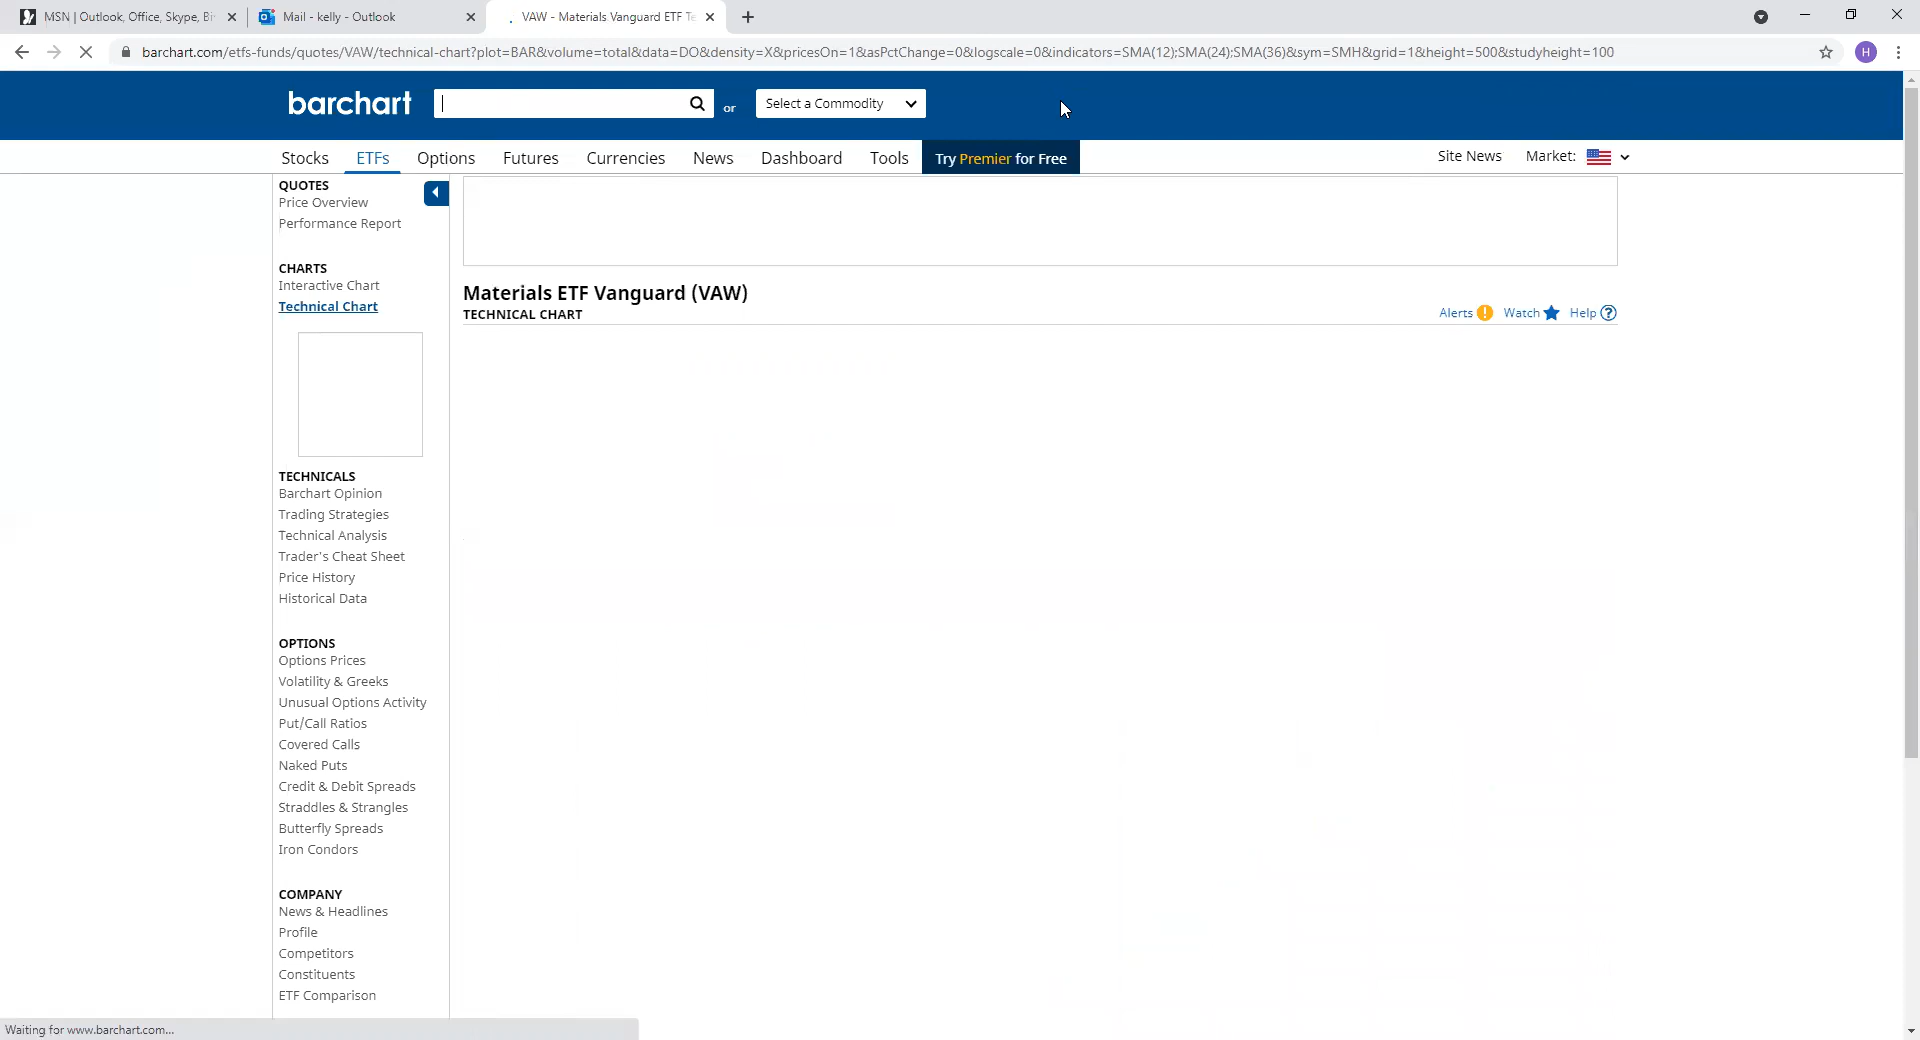 MSN | Outlook, Office, Skype, Bi
Mail - kelly - Outlook
VAW - Materials Vanguard ETF Te
barchart.com/etfs-funds/quotes/VAW/technical-chart?plot=BAR&volume=total&data=DO&density=X&pricesOn=1&asPctChange=0&logscale=0&indicators=SMA(12);SMA(24);SMA(36)&sym=SMH&grid=1&height=500&studyheight=100
H
barchart
or
Select a Commodity
Stocks ETFs Options Futures Currencies News Dashboard Tools Try Premier for Free
Site News Market:
QUOTES
Price Overview
Performance Report
CHARTS
Interactive Chart
Technical Chart
TECHNICALS
Barchart Opinion
Trading Strategies
Technical Analysis
Trader's Cheat Sheet
Price History
Historical Data
OPTIONS
Options Prices
Volatility & Greeks
Unusual Options Activity
Put/Call Ratios
Covered Calls
Naked Puts
Credit & Debit Spreads
Straddles & Strangles
Butterfly Spreads
Iron Condors
COMPANY
News & Headlines
Profile
Competitors
Constituents
ETF Comparison
Materials ETF Vanguard (VAW)
TECHNICAL CHART
Alerts Watch Help
Waiting for www.barchart.com...